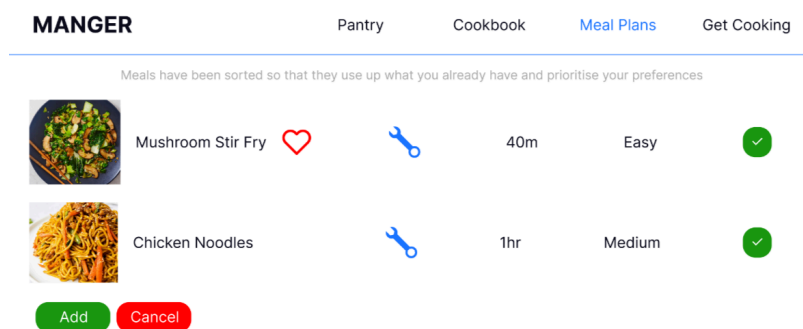 MANGER Pantry Cookbook Meal Plans Get Cooking
Meals have been sorted so that they use up what you already have and prioritise your preferences
Mushroom Stir Fry 40m Easy
Chicken Noodles 1hr Medium
Add Cancel